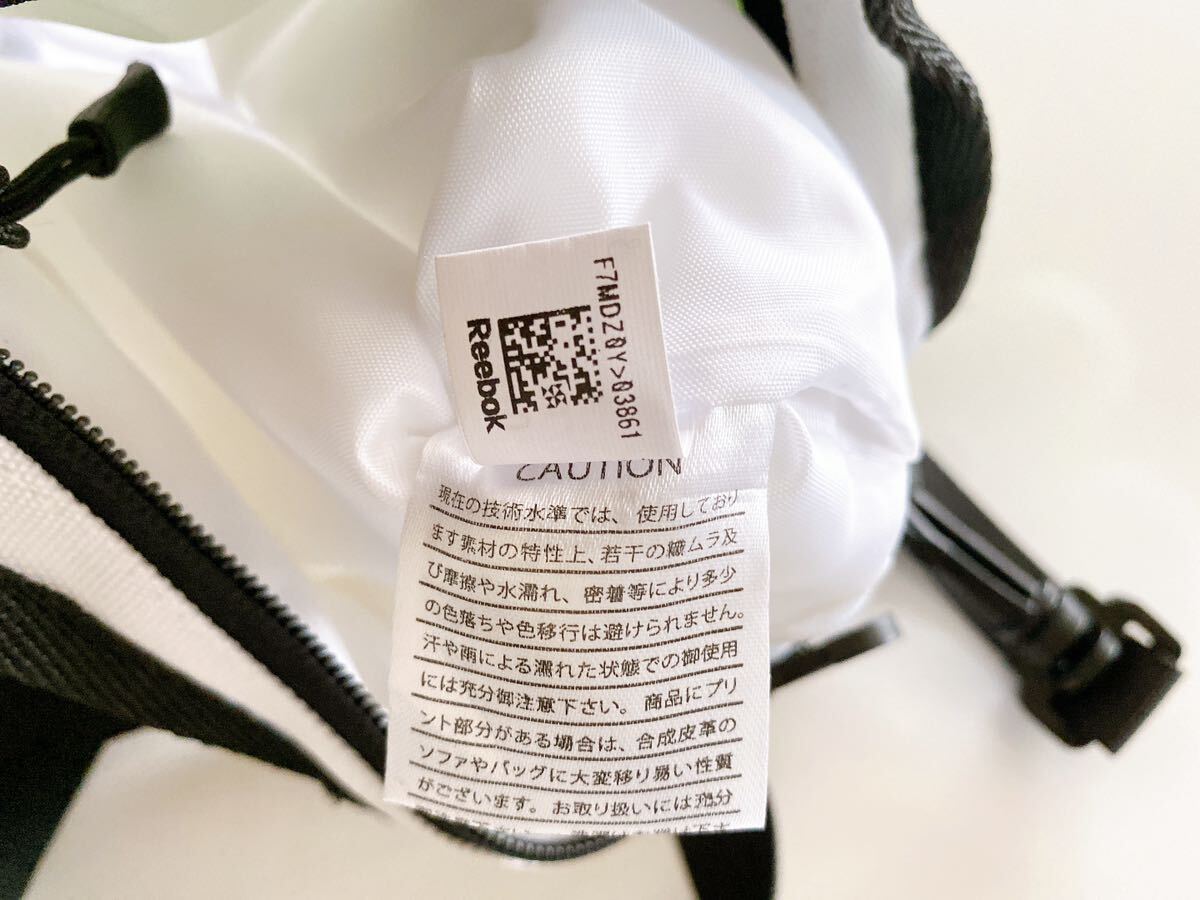 F7MDZ0Y>03861
Reebok
CAUTION
現在の技術水準では、使用しており
ます素材の特性上、若干の織ムラ及
び摩擦や水濡れ、密着等により多少
の色落ちや色移行は避けられません。
汗や雨による濡れた状態での御使用
には充分御注意下さい。商品にプリ
ント部分がある場合は、合成皮革の
ソファやバッグに大変移り易い性質
がございます。お取り扱いには充分